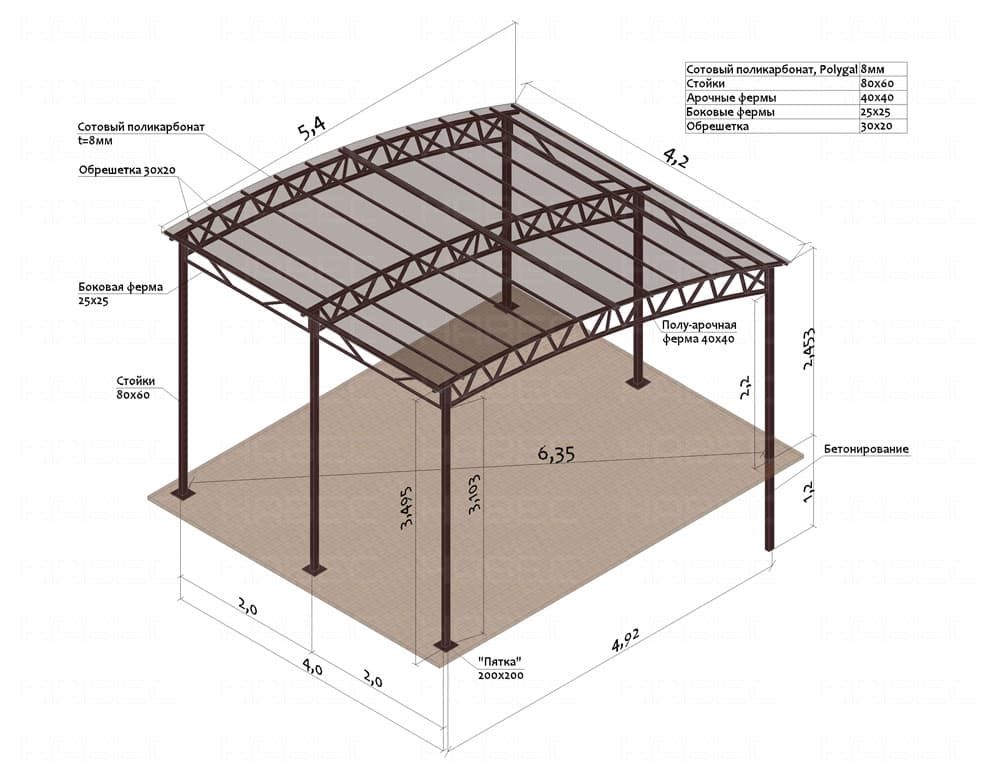 5,4
Сотовый поликарбонат, Polygal 8мм
Стойки 80х60
Арочные фермы 40х40
Боковые фермы 25х25
Обрешетка 30х20
Сотовый поликарбонат
t=8мм
4,2
Обрешетка 30х20
Боковая ферма
25х25
Полу-арочная
ферма 40х40
2,453
2,2
Стойки
80х60
6,35
Бетонирование
3,495
3,103
1,2
2,0
4,92
4,0
2,0
"Пятка"
200х200